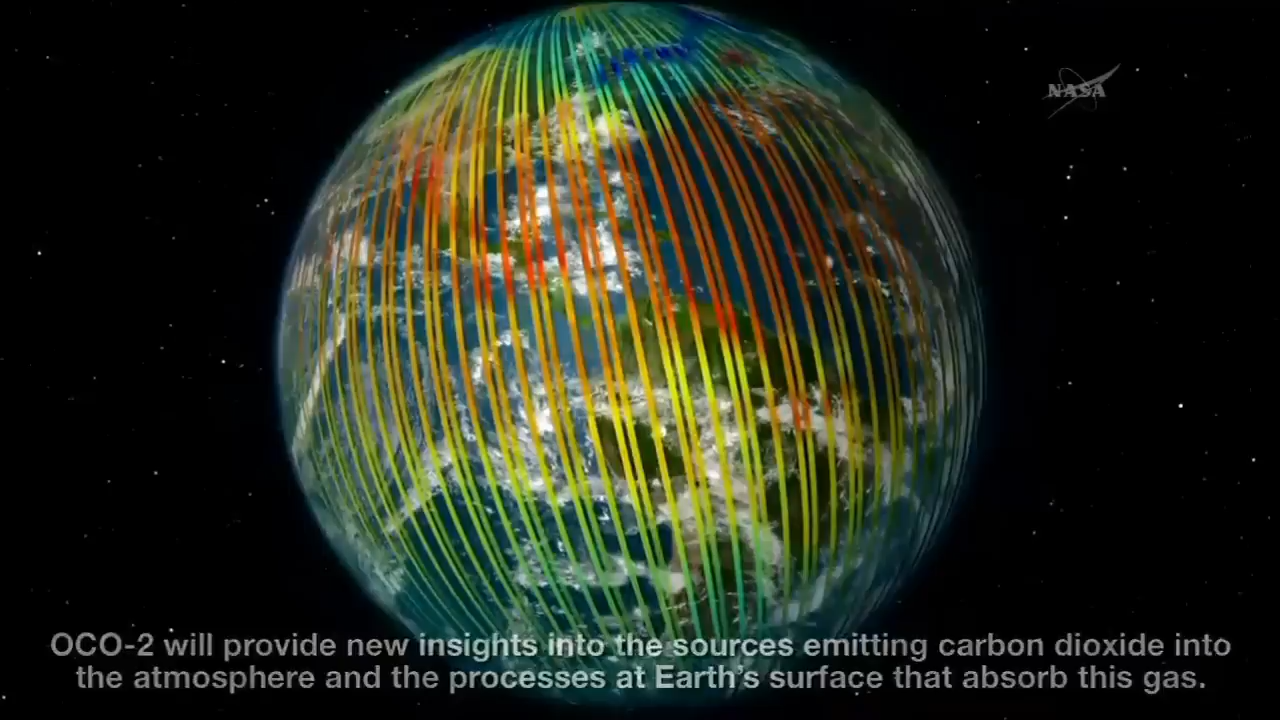 NASA
OCO-2 will provide new insights into the sources emitting carbon dioxide into
the atmosphere and the processes at Earth's surface that absorb this gas.